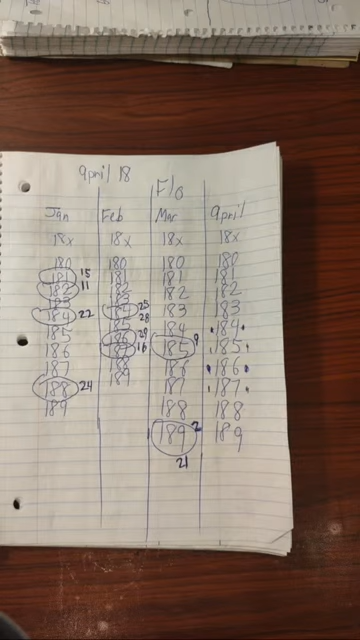 April 18
F/o
Jan Feb Mar April
18x 18x 18x 18x
180 180 180 180
181 15 181 181 181
182 11 182 182 182
183 183 183 183
184 22 184 25 184 184
185 185 28 185 9 185
186 186 29 186 186
187 187 16 187 187
188 24 188 188 188
189 189 189 2 189
21